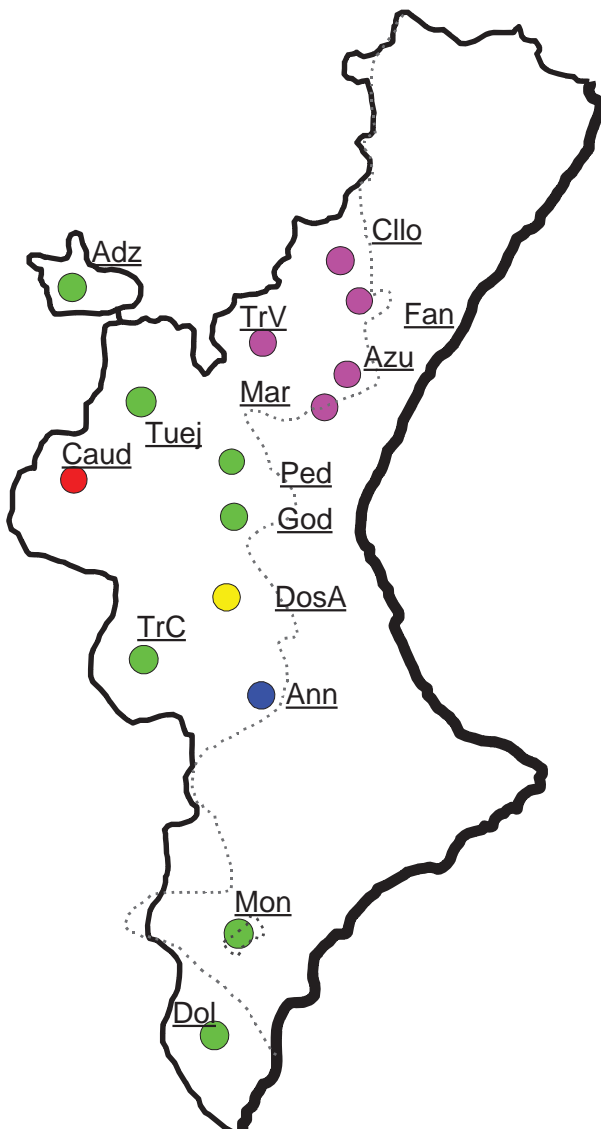 Cllo
Adz
Fan
TrV
Azu
Mar
Tuej
Caud
Ped
God
DosA
TrC
Ann
Mon
Dol